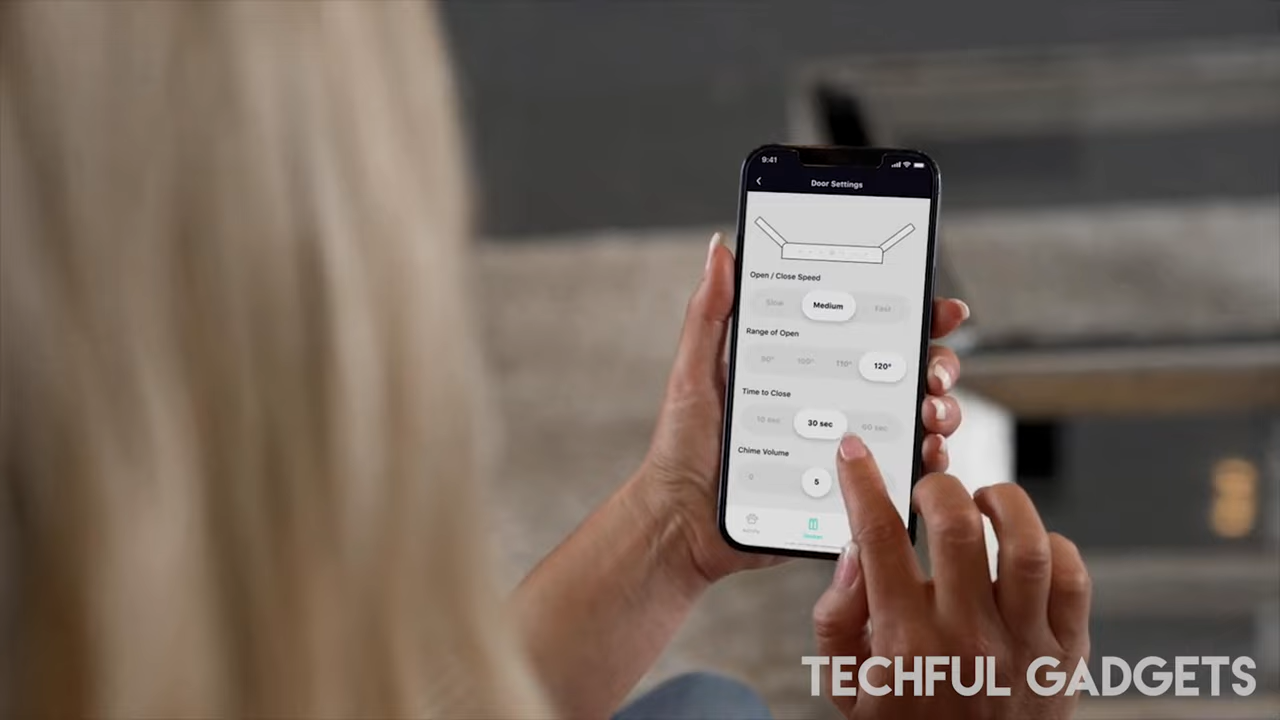 9:41
Door Settings
Open / Close Speed
Slow Medium Fast
Range of Open
90° 100° 110° 120°
Time to Close
10 sec 30 sec 60 sec
Chime Volume
0 5
TECHFUL GADGETS